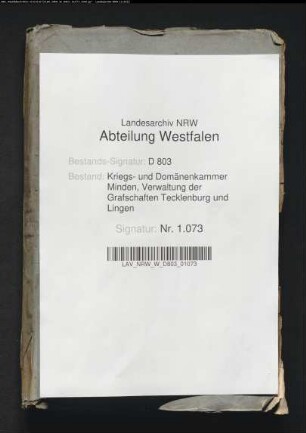 Landesarchiv NRW
Abteilung Westfalen
Bestands-Signatur: D 803
Bestand: Kriegs- und Domänenkammer
Minden, Verwaltung der
Grafschaften Tecklenburg und
Lingen
Signatur: Nr. 1.073
LAV_NRW_W_D803_01073